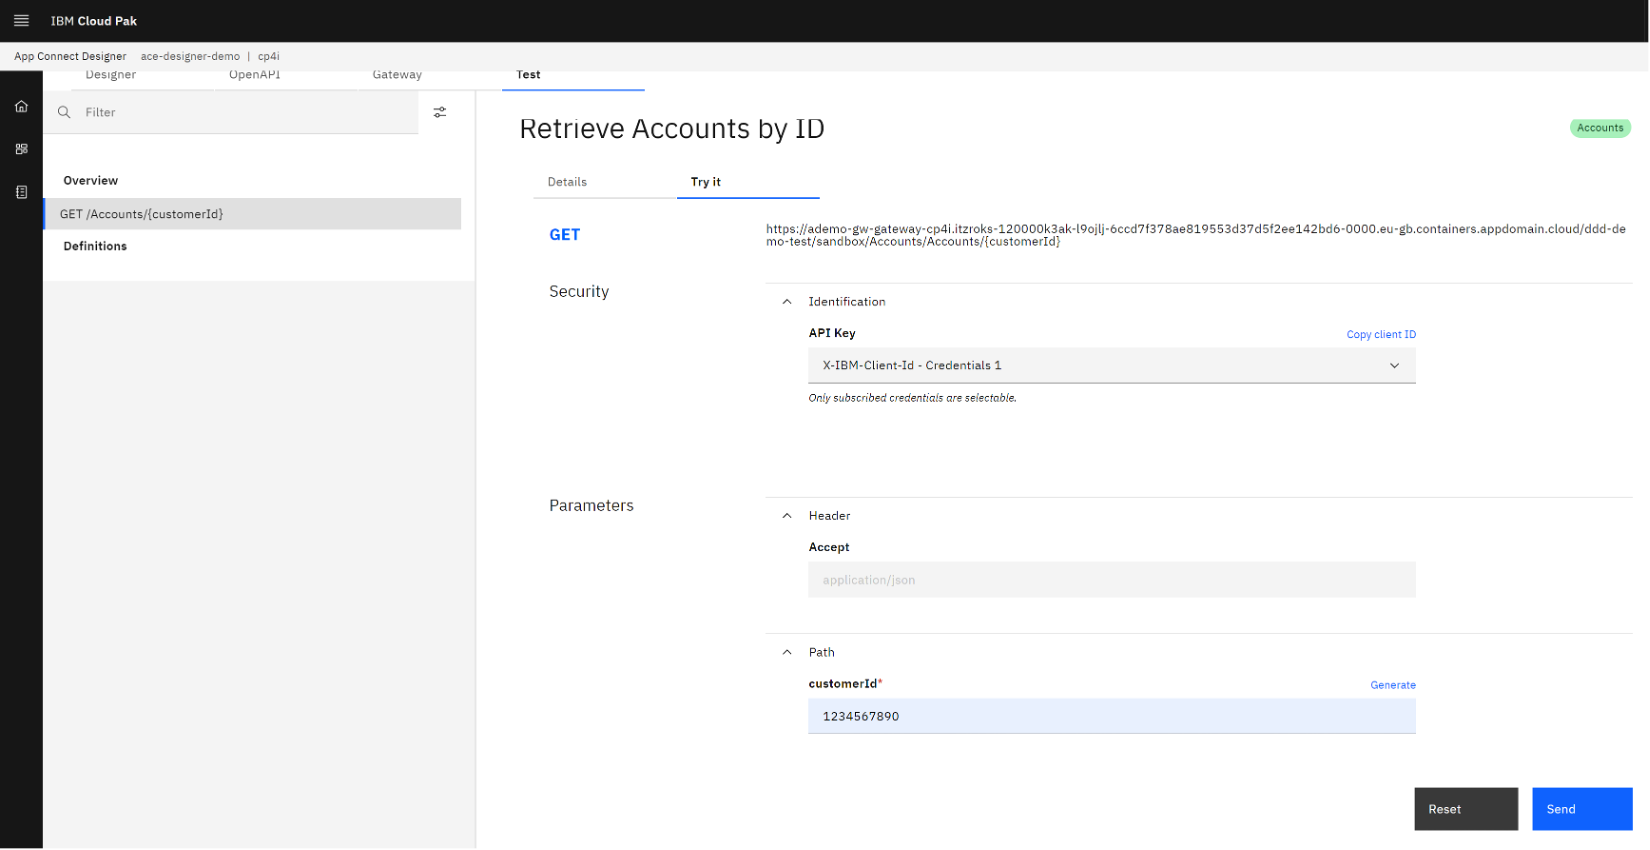 IBM Cloud Pak
App Connect Designer ace-designer-demo | cp4i
Designer OpenAPI Gateway Test
Filter
Retrieve Accounts by ID
Accounts
Overview
GET /Accounts/{customerId}
Definitions
Details Try it
GET
https://ademo-gw-gateway-cp4i.itzroks-120000k3ak-l9ojlj-6ccd7f378ae819553d37d5f2ee142bd6-0000.eu-gb.containers.appdomain.cloud/ddd-de
mo-test/sandbox/Accounts/Accounts/{customerId}
Security
Identification
API Key Copy client ID
X-IBM-Client-Id - Credentials 1
Only subscribed credentials are selectable.
Parameters
Header
Accept
application/json
Path
customerId* Generate
1234567890
Reset Send